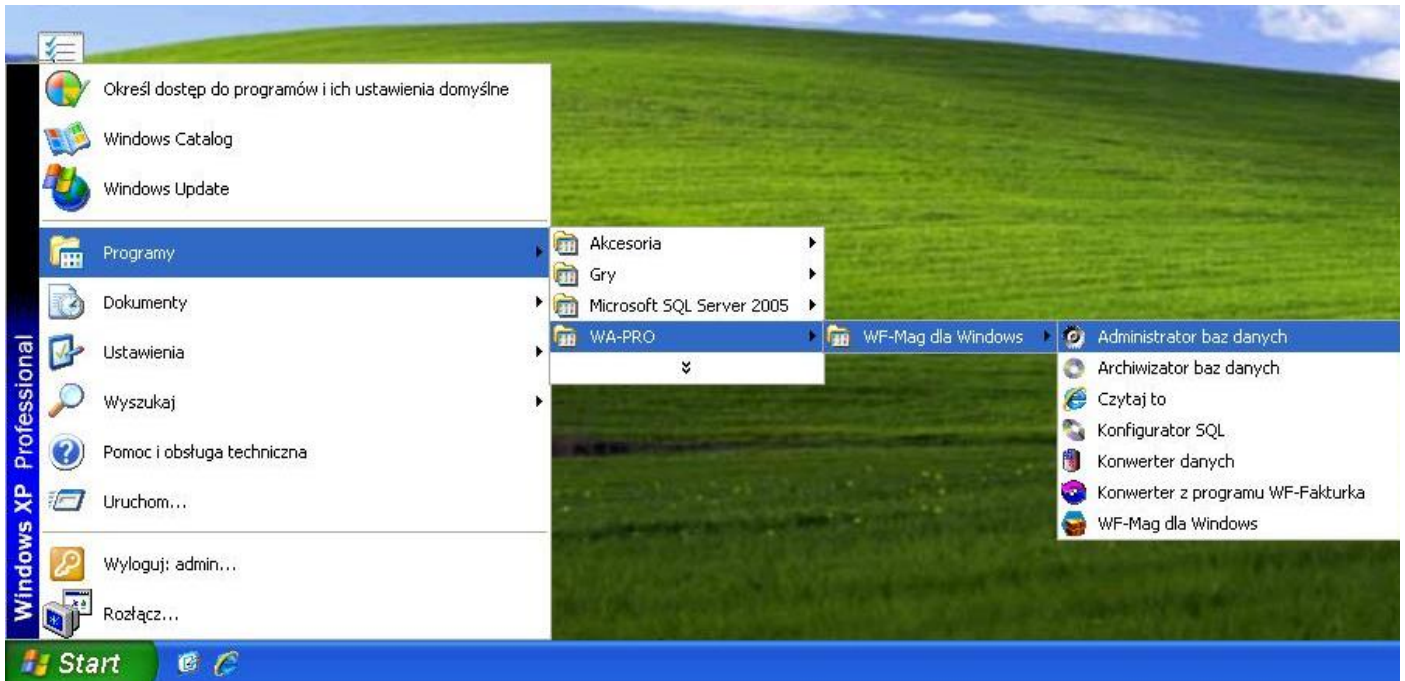 Określ dostęp do programów i ich ustawienia domyślne
Windows Catalog
Windows Update
Programy
Dokumenty
Ustawienia
Wyszukaj
Pomoc i obsługa techniczna
Uruchom...
Wyloguj: admin...
Rozłącz...
Windows XP Professional
Akcesoria
Gry
Microsoft SQL Server 2005
WA-PRO
WF-Mag dla Windows
Administrator baz danych
Archiwizator baz danych
Czytaj to
Konfigurator SQL
Konwerter danych
Konwerter z programu WF-Fakturka
WF-Mag dla Windows
Start